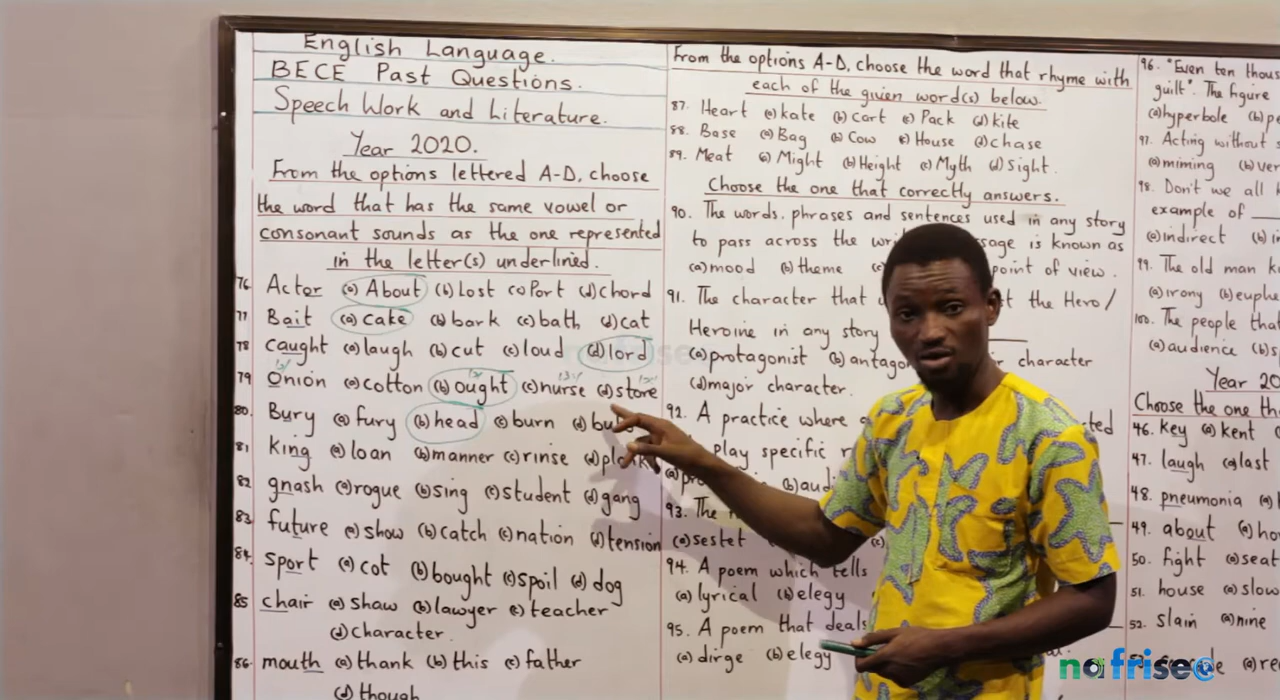 English Language.
BECE Past Questions.
Speech Work and Literature.
Year 2020.
From the options lettered A-D, choose
the word that has the same vowel or
consonant sounds as the one represented
in the letter(s) underlined.
76. Actor (a) About (b) Lost (c) Port (d) chord
77 Bait (a) cake (b) bark (c) bath (d) cat
78 caught (a) laugh (b) cut (c) loud (d) lord
79 Onion (a) cotton (b) ought (c) nurse (d) store
80. Bury (a) fury (b) head (c) burn (d)
81 king (a) loan (b) manner (c) rinse (d)
82 gnash (a) rogue (b) sing (c) student (d) gang
83. future (a) show (b) catch (c) nation (d) tension
84. sport (a) cot (b) bought (c) spoil (d) dog
85 chair (a) shaw (b) lawyer (c) teacher
(d) character.
86. mouth (a) thank (b) this (c) father
(d) though
From the options A-D, choose the word that rhyme with
each of the given word(s) below.
87. Heart (a) kate (b) cart (c) Pack (d) kite
88. Base (a) Bag (b) Cow (c) House (d) chase
89. Meat (a) Might (b) Height (c) Myth (d) Sight.
Choose the one that correctly answers.
90. The words, phrases and sentences used in any story
to pass across the is known as
(a) mood (b) theme point of view.
91. The character that the Hero/
Heroine in any story
(a) protagonist (b) character
(d) major character.
92. A practice where
play specific
93. The
(a) sestet
94. A poem which tells
(a) lyrical (b) elegy
95. A poem that deals
(a) dirge (b) elegy
96. "Even ten
guilt". The figure
(a) hyperbole (b)
97. Acting without
(a) miming (b)
98. Don't we all
example of
(a) indirect (b)
99. The old man
(a) irony (b)
100. The people that
(a) audience (b)
Year
Choose the one
46. key (a) kent
47. laugh (a) last
48. pneumonia (a)
49. about (a)
50. fight (a) seat
51. house (a) slow
52. slain (a) nine
nafrise@